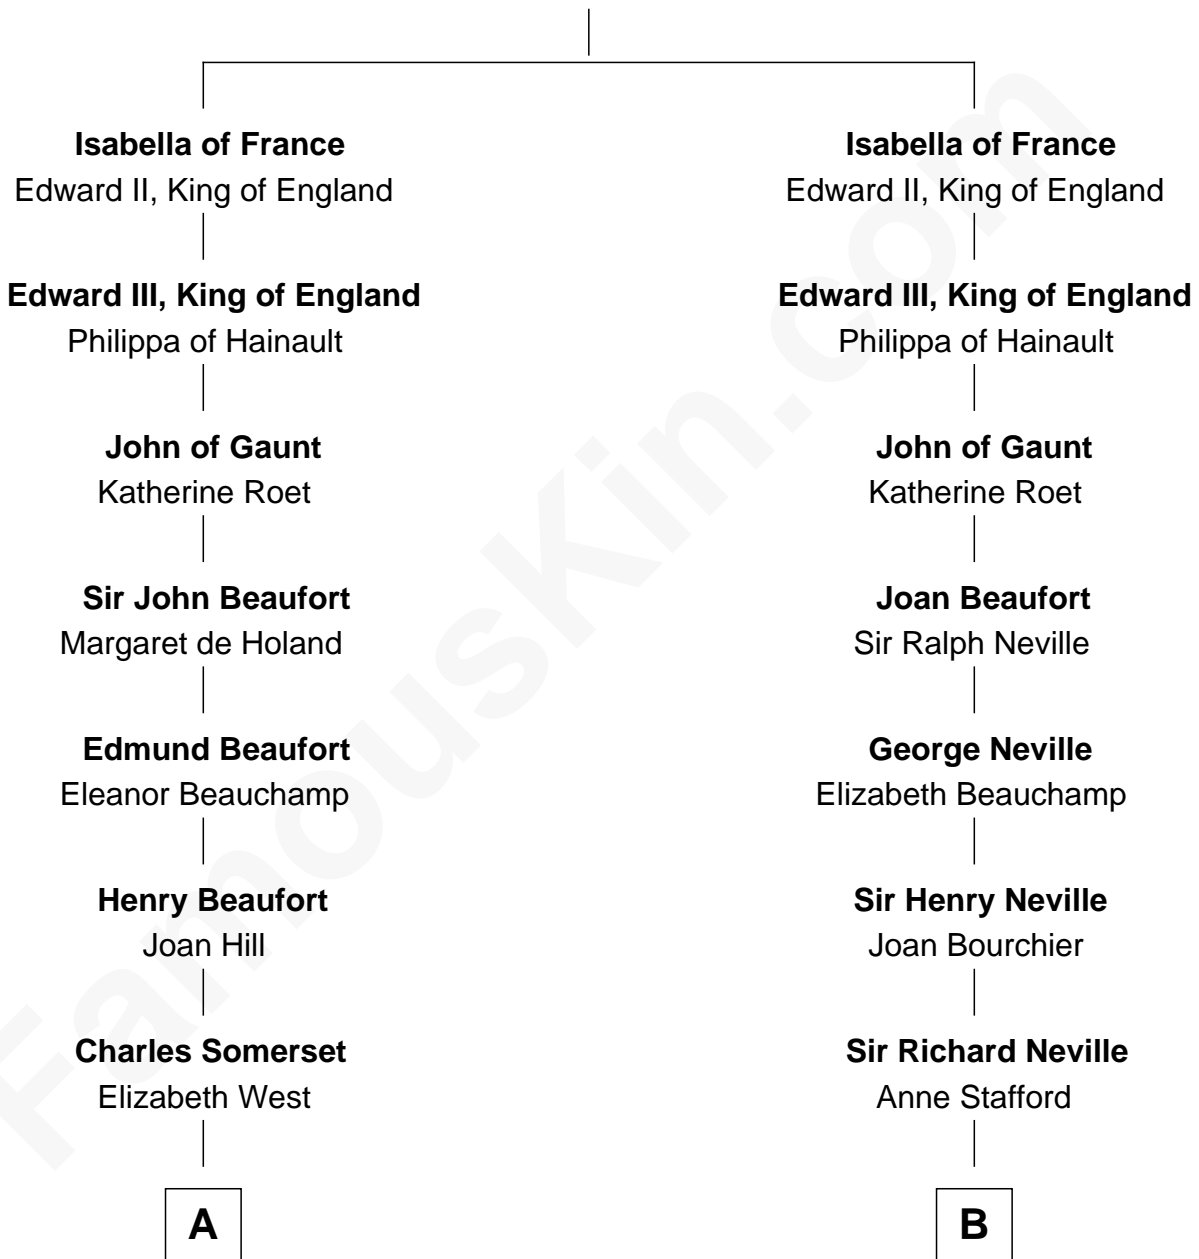 Isabella of France
Edward II, King of England
Edward III, King of England
Philippa of Hainault
John of Gaunt
Katherine Roet
Sir John Beaufort
Margaret de Holand
Edmund Beaufort
Eleanor Beauchamp
Henry Beaufort
Joan Hill
Charles Somerset
Elizabeth West
A
Isabella of France
Edward II, King of England
Edward III, King of England
Philippa of Hainault
John of Gaunt
Katherine Roet
Joan Beaufort
Sir Ralph Neville
George Neville
Elizabeth Beauchamp
Sir Henry Neville
Joan Bourchier
Sir Richard Neville
Anne Stafford
B
FamousKin.com